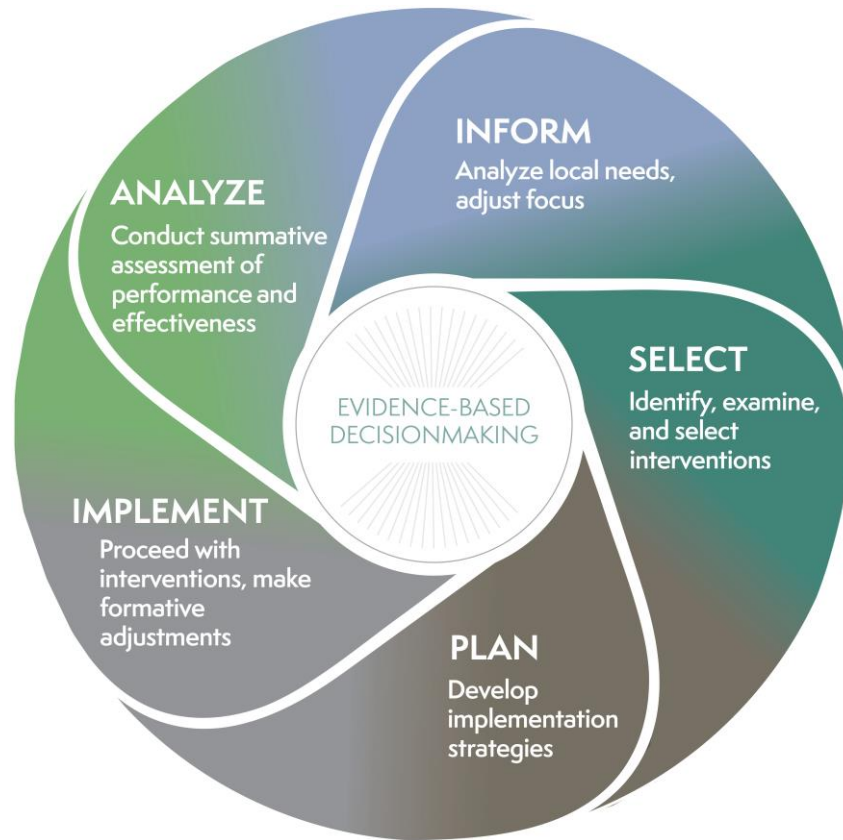 INFORM
Analyze local needs,
adjust focus
SELECT
Identify, examine,
and select
interventions
PLAN
Develop
implementation
strategies
IMPLEMENT
Proceed with
interventions, make
formative
adjustments
ANALYZE
Conduct summative
assessment of
performance and
effectiveness
EVIDENCE-BASED
DECISIONMAKING